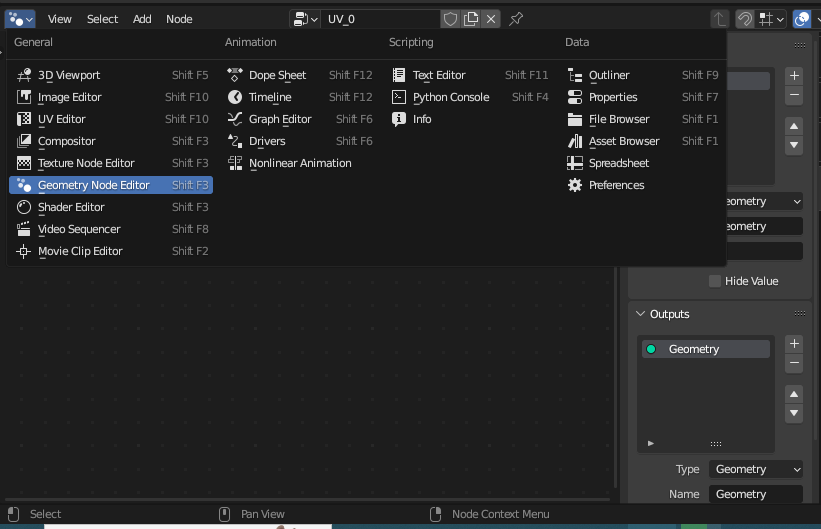 View Select Add Node UV_0
General Animation Scripting Data
3D Viewport Shift F5 Dope Sheet Shift F12 Text Editor Shift F11 Outliner Shift F9
Image Editor Shift F10 Timeline Shift F12 Python Console Shift F4 Properties Shift F7
UV Editor Shift F10 Graph Editor Shift F6 Info File Browser Shift F1
Compositor Shift F3 Drivers Shift F6 Asset Browser Shift F1
Texture Node Editor Shift F3 Nonlinear Animation Spreadsheet
Geometry Node Editor Shift F3 Preferences
Shader Editor Shift F3 eometry
Video Sequencer Shift F8 eometry
Movie Clip Editor Shift F2
Hide Value
Outputs
Geometry
Type Geometry
Name Geometry
Select Pan View Node Context Menu